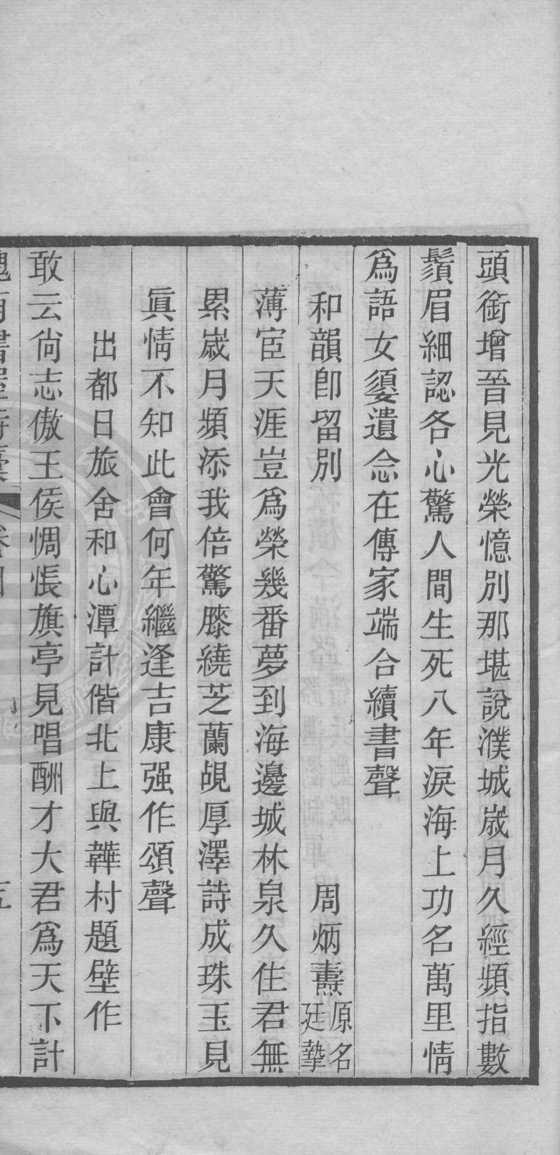 頭銜增吾見光榮憶別那堪說濮城歲月久經頻指數
鬚眉細認各心驚人間生死八年淚海上功名萬里情
爲語女嬃遺念在傳家端合續書聲
和韻卽留別 周炳燾原名廷摯
薄宦天涯豈爲榮幾番夢到海邊城林泉久住君無
累歲月頻添我倍驚膝繞芝蘭覘厚澤詩成珠玉見
眞情不知此會何年繼逢吉康强作頌聲
出都日旅舍和心潭計偕北上與韡村題壁作
敢云尙志傲王侯惆悵旗亭見唱酬才大君爲天下計